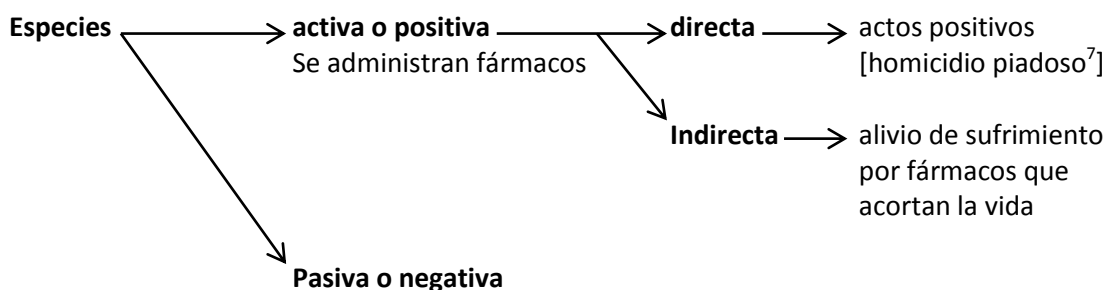 Especies activa o positiva directa actos positivos
Se administran fármacos [homicidio piadoso⁷]
Indirecta alivio de sufrimiento
por fármacos que
acortan la vida
Pasiva o negativa